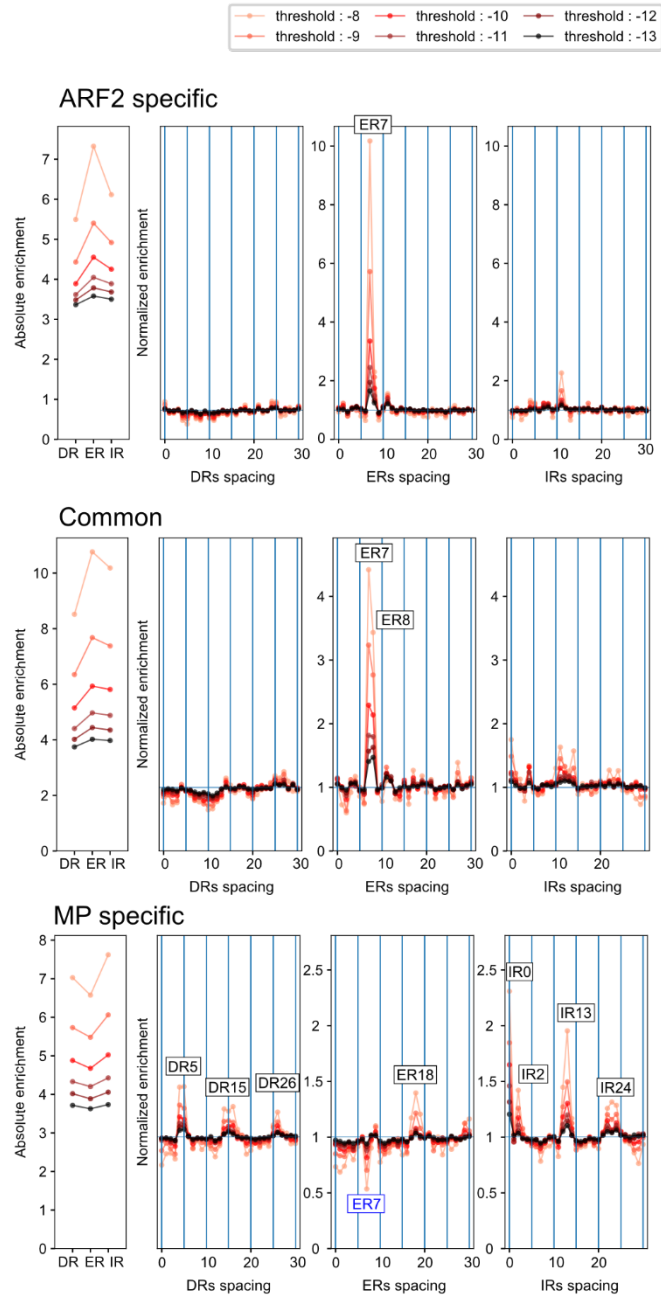 threshold : -8 threshold : -10 threshold : -12
threshold : -9 threshold : -11 threshold : -13
ARF2 specific
Absolute enrichment
7
6
5
4
3
2
1
0
DR ER IR
Normalized enrichment
0 10 20 30
DRs spacing
ER7
10
8
6
4
2
1
0
0 10 20 30
ERs spacing
10
8
6
4
2
1
0
0 10 20 30
IRs spacing
Common
Absolute enrichment
10
8
6
4
2
0
DR ER IR
Normalized enrichment
0 10 20 30
DRs spacing
ER7
ER8
4
3
2
1
0
0 10 20 30
ERs spacing
4
3
2
1
0
0 10 20
IRs spacing
MP specific
Absolute enrichment
8
7
6
5
4
3
2
1
0
DR ER IR
Normalized enrichment
DR5
DR15
DR26
0 10 20 30
DRs spacing
2.5
2
1.5
1
0.5
0
ER18
ER7
0 10 20 30
ERs spacing
2.5
2
1.5
1
0.5
0
IR0
IR13
IR2
IR24
0 10 20
IRs spacing